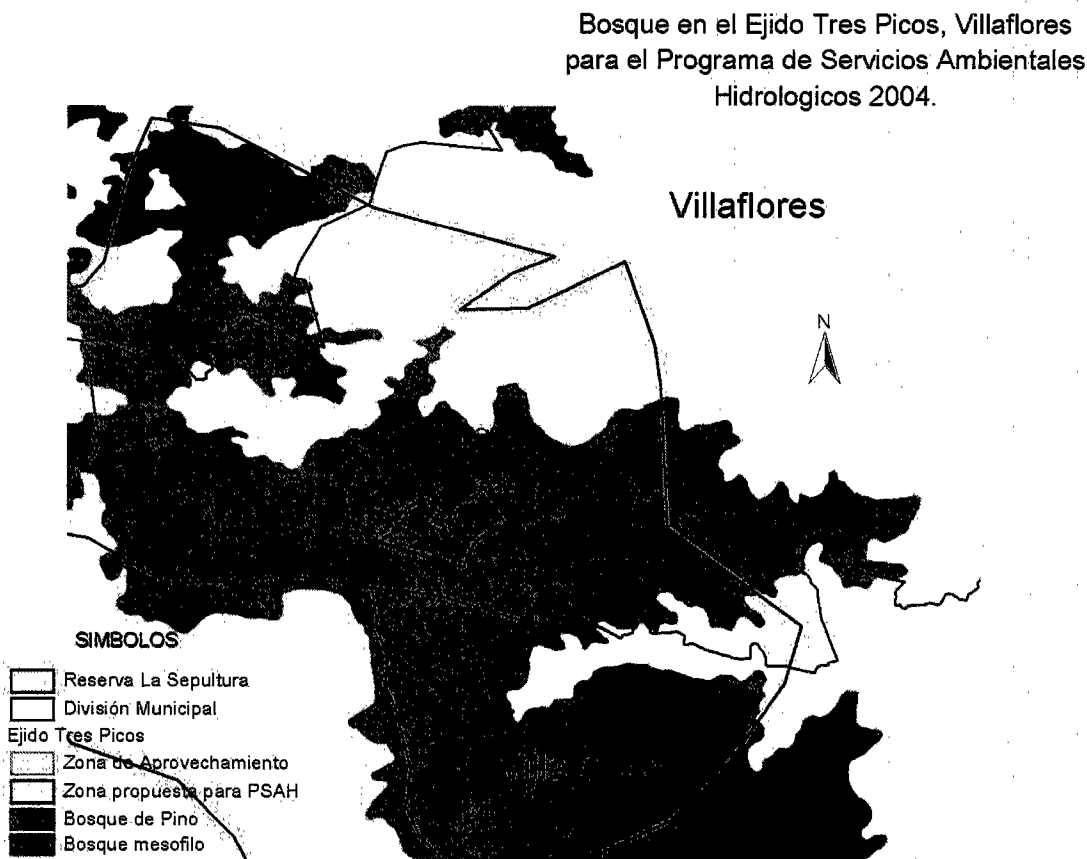 Bosque en el Ejido Tres Picos, Villaflores
para el Programa de Servicios Ambientales
Hidrologicos 2004.
Villaflores
N
SIMBOLOS
Reserva La Sepultura
División Municipal
Ejido Tres Picos
Zona de Aprovechamiento
Zona propuesta para PSAH
Bosque de Pino
Bosque mesofilo